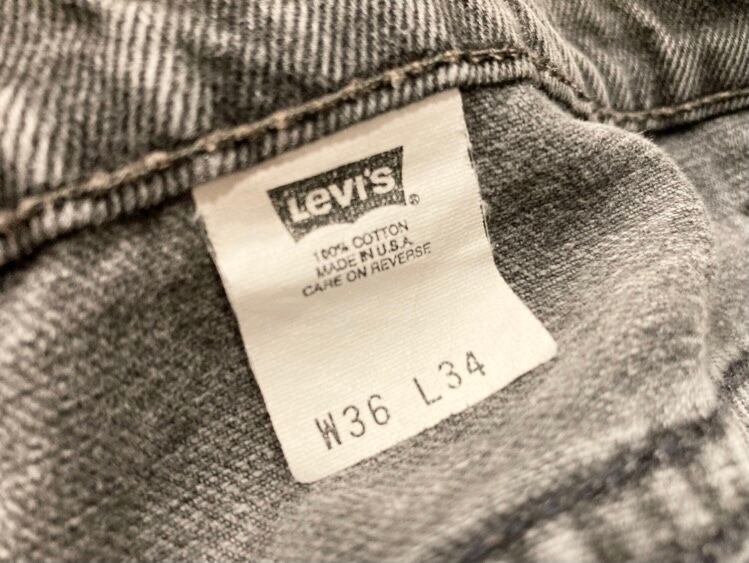 Levi's®
100% COTTON
MADE IN U.S.A.
CARE ON REVERSE
W36 L34